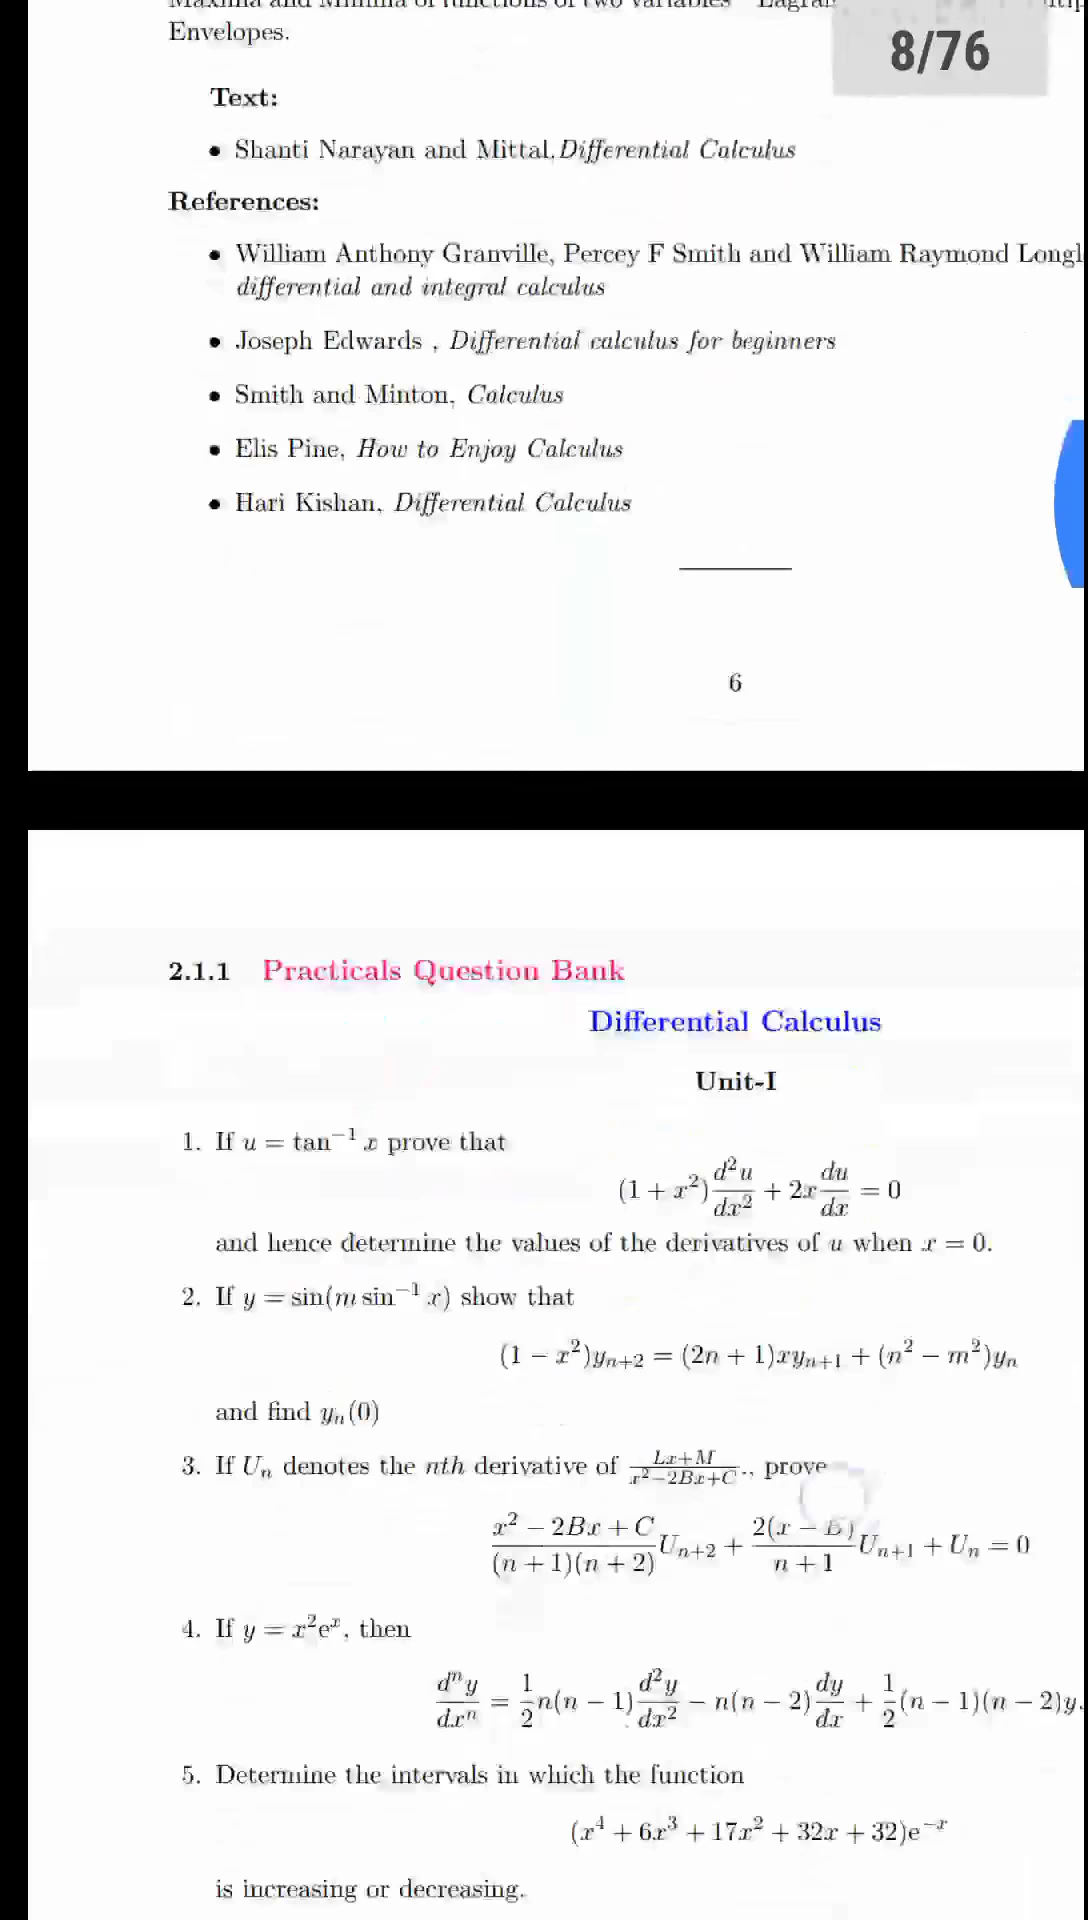 Maxima and Minima of functions of two variables
Envelopes.
8/76
Text:
• Shanti Narayan and Mittal, Differential Calculus
References:
• William Anthony Granville, Percey F Smith and William Raymond
differential and integral calculus
• Joseph Edwards , Differential calculus for beginners
• Smith and Minton, Calculus
• Elis Pine, How to Enjoy Calculus
• Hari Kishan, Differential Calculus
6
2.1.1 Practicals Question Bank
Differential Calculus
Unit-I
1. If u = tan⁻¹ x prove that
(1 + x²) d²u/dx² + 2x du/dx = 0
and hence determine the values of the derivatives of u when x = 0.
2. If y = sin(m sin⁻¹ x) show that
(1 − x²)yₙ₊₂ = (2n + 1)xyₙ₊₁ + (n² − m²)yₙ
and find yₙ(0)
3. If Uₙ denotes the nth derivative of (Lx+M)/(x²−2Bx+C)., prove
(x² − 2Bx + C)/((n + 1)(n + 2)) Uₙ₊₂ + 2(x − B)/(n + 1) Uₙ₊₁ + Uₙ = 0
4. If y = x²eˣ, then
dⁿy/dxⁿ = 1/2 n(n − 1) d²y/dx² − n(n − 2) dy/dx + 1/2 (n − 1)(n − 2)y.
5. Determine the intervals in which the function
(x⁴ + 6x³ + 17x² + 32x + 32)e⁻ˣ
is increasing or decreasing.